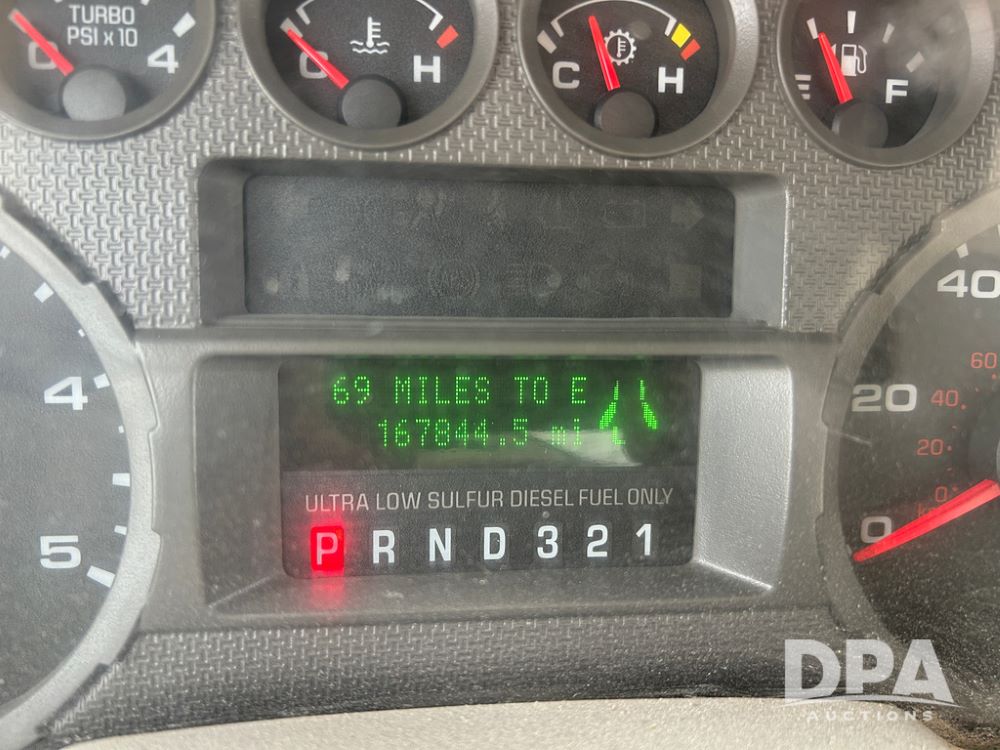 TURBO
PSI x 10
0 4
C H
C H
E F
69 MILES TO E
167844.5 mi
ULTRA LOW SULFUR DIESEL FUEL ONLY
P R N D 3 2 1
4
5
40
20
0
60
40
20
0
DPA
AUCTIONS